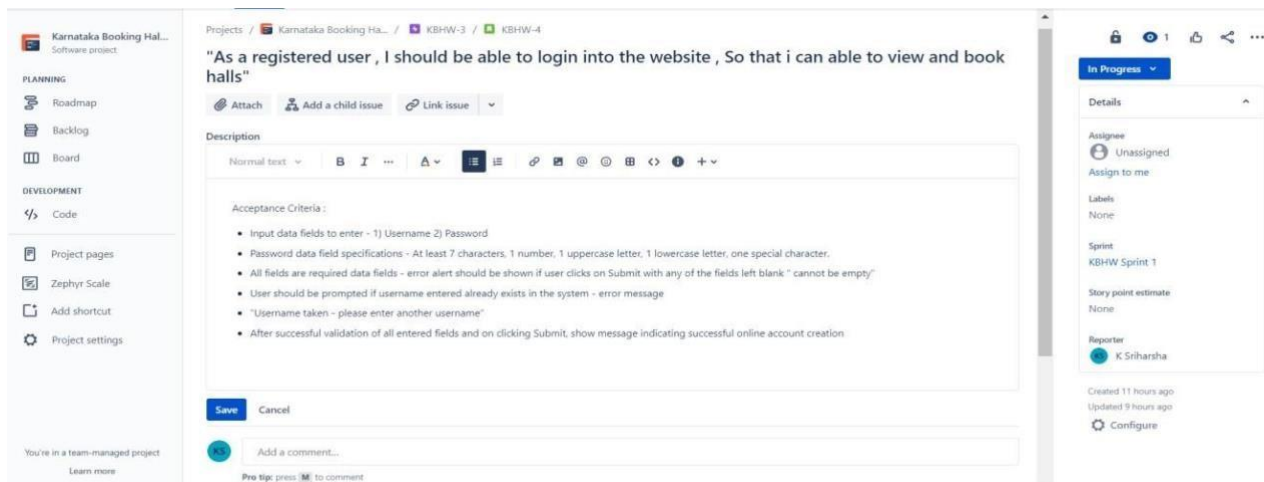 Karnataka Booking Hal...
Software project
PLANNING
Roadmap
Backlog
Board
DEVELOPMENT
Code
Project pages
Zephyr Scale
Add shortcut
Project settings
You're in a team-managed project
Learn more
Projects / Karnataka Booking Ha... / KBHW-3 / KBHW-4
"As a registered user , I should be able to login into the website , So that i can able to view and book
halls"
Attach Add a child issue Link issue
Description
Normal text B I ... A @ <> +
Acceptance Criteria :
• Input data fields to enter - 1) Username 2) Password
• Password data field specifications - At least 7 characters, 1 number, 1 uppercase letter, 1 lowercase letter, one special character.
• All fields are required data fields - error alert should be shown if user clicks on Submit with any of the fields left blank " cannot be empty"
• User should be prompted if username entered already exists in the system - error message
• "Username taken - please enter another username"
• After successful validation of all entered fields and on clicking Submit, show message indicating successful online account creation
Save Cancel
KS Add a comment...
Pro tip: press M to comment
1
In Progress
Details
Assignee
Unassigned
Assign to me
Labels
None
Sprint
KBHW Sprint 1
Story point estimate
None
Reporter
KS K Sriharsha
Created 11 hours ago
Updated 9 hours ago
Configure